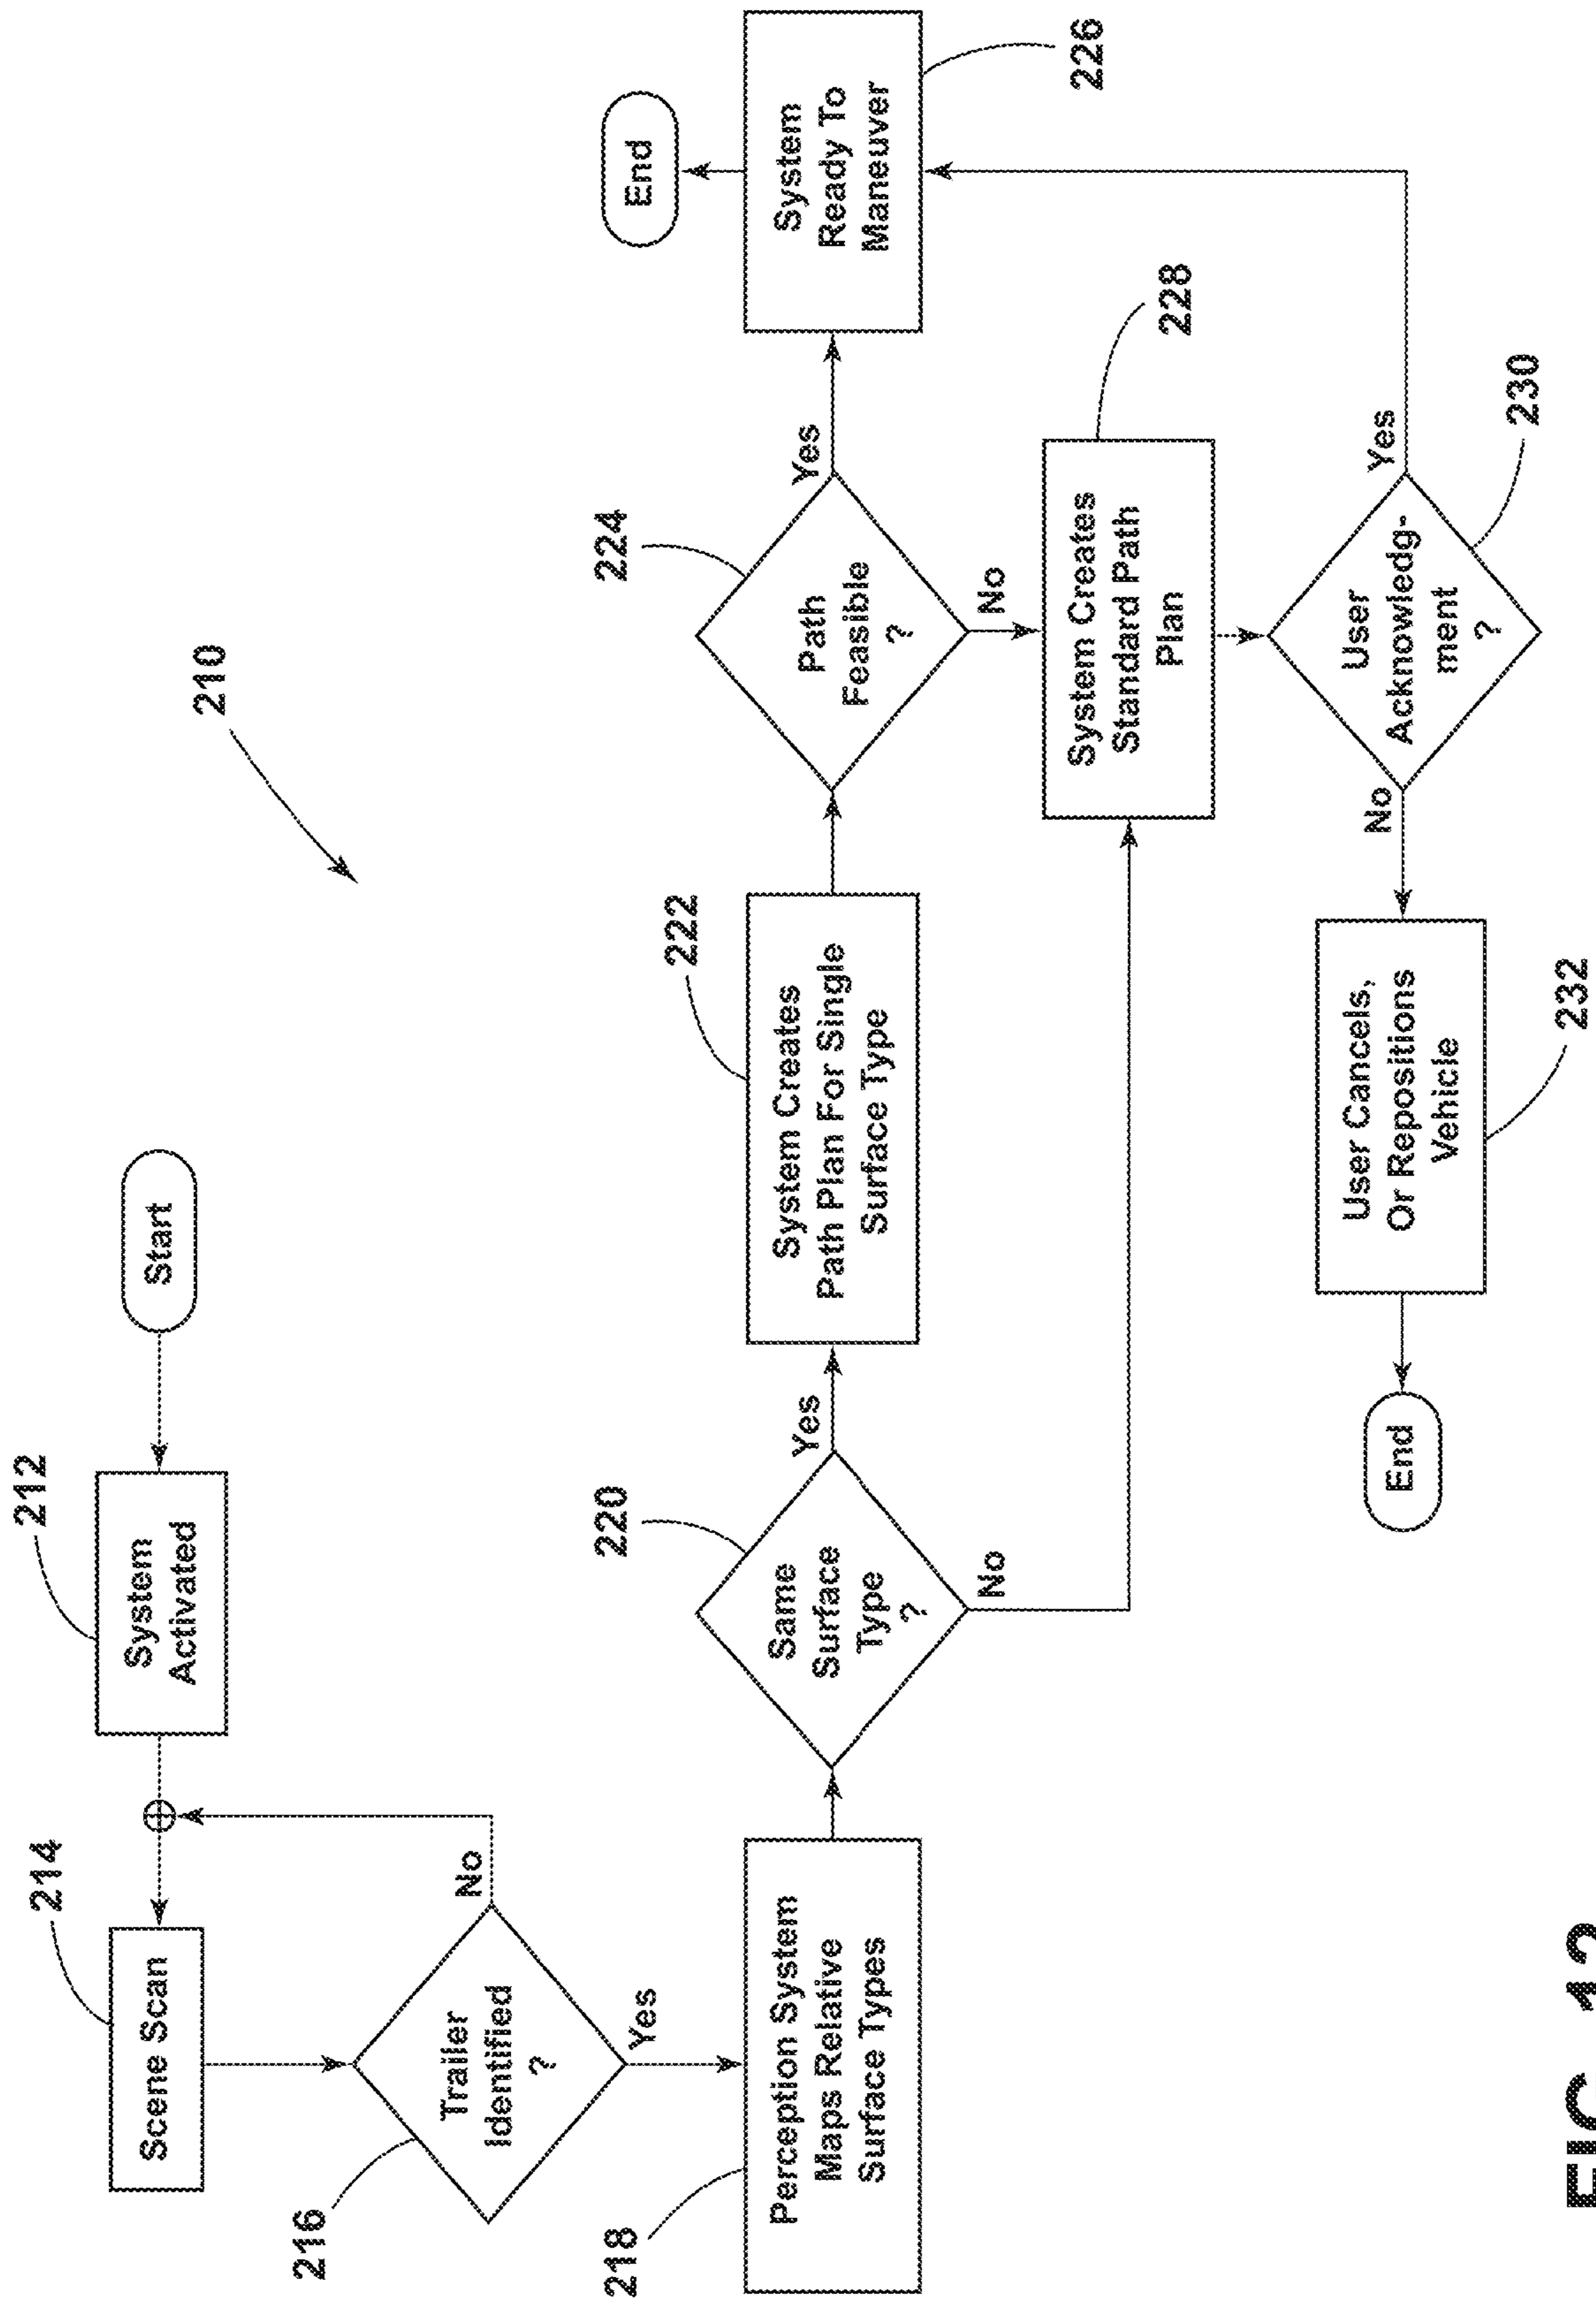 210
Start
212
System
Activated
214
Scene Scan
216
Trailer
Identified
?
No
Yes
218
Perception System
Maps Relative
Surface Types
220
Same
Surface
Type
?
Yes
No
222
System Creates
Path Plan For Single
Surface Type
224
Path
Feasible
?
Yes
No
226
System
Ready To
Maneuver
End
228
System Creates
Standard Path
Plan
230
User
Acknowledg-
ment
?
Yes
No
232
User Cancels,
Or Repositions
Vehicle
End